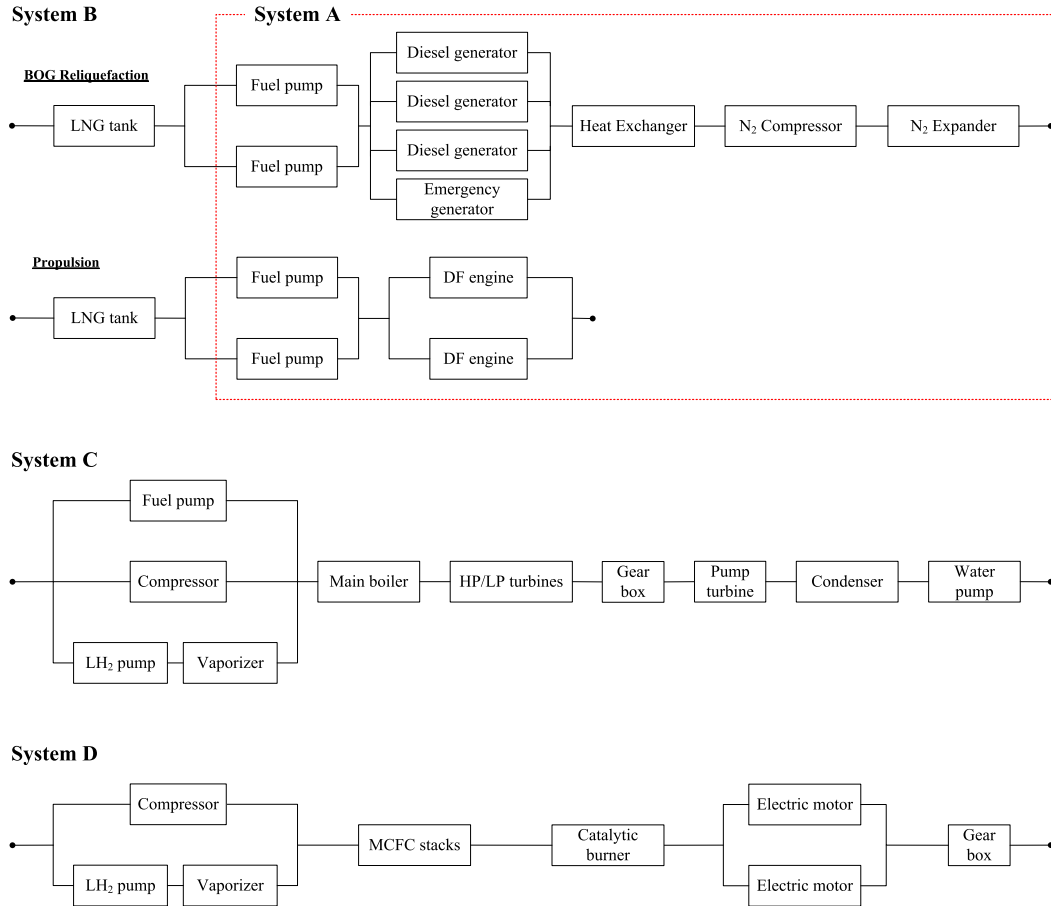 System B
System A
BOG Reliquefaction
LNG tank
Fuel pump
Fuel pump
Diesel generator
Diesel generator
Diesel generator
Emergency
generator
Heat Exchanger
N₂ Compressor
N₂ Expander
Propulsion
LNG tank
Fuel pump
Fuel pump
DF engine
DF engine
System C
Fuel pump
Compressor
LH₂ pump
Vaporizer
Main boiler
HP/LP turbines
Gear
box
Pump
turbine
Condenser
Water
pump
System D
Compressor
LH₂ pump
Vaporizer
MCFC stacks
Catalytic
burner
Electric motor
Electric motor
Gear
box